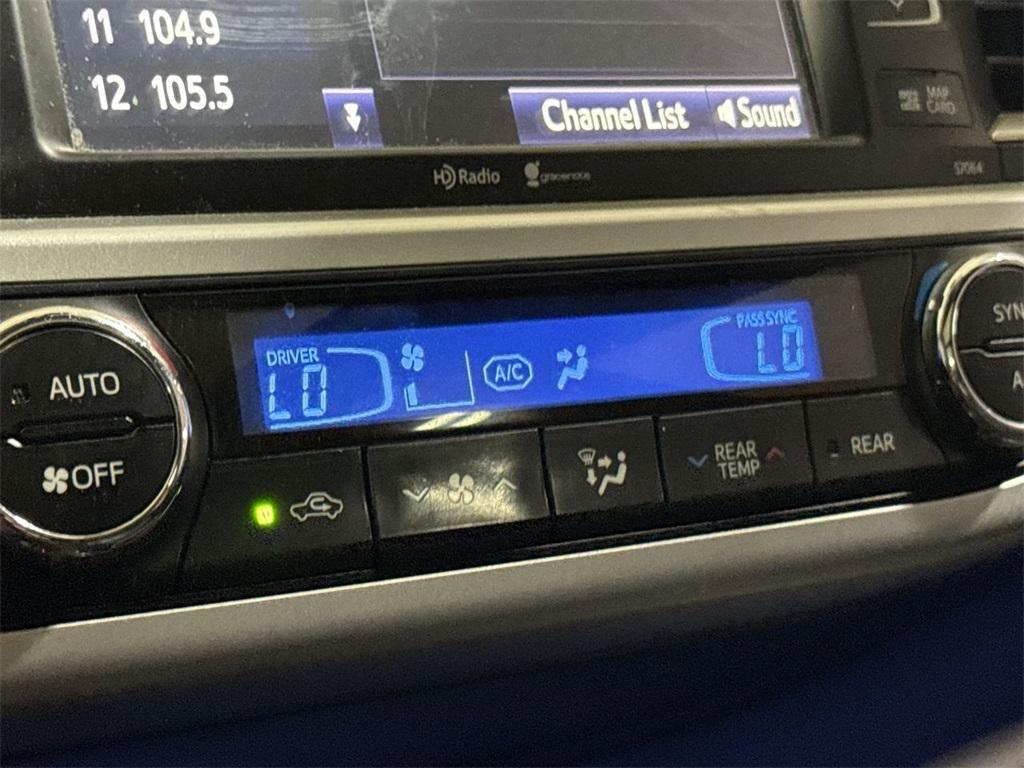 11 104.9
12 105.5
Channel List
Sound
MAP CARD
HD Radio
gracenote
57064
DRIVER
LO
A/C
PASS SYNC
LO
AUTO
OFF
REAR
TEMP
REAR